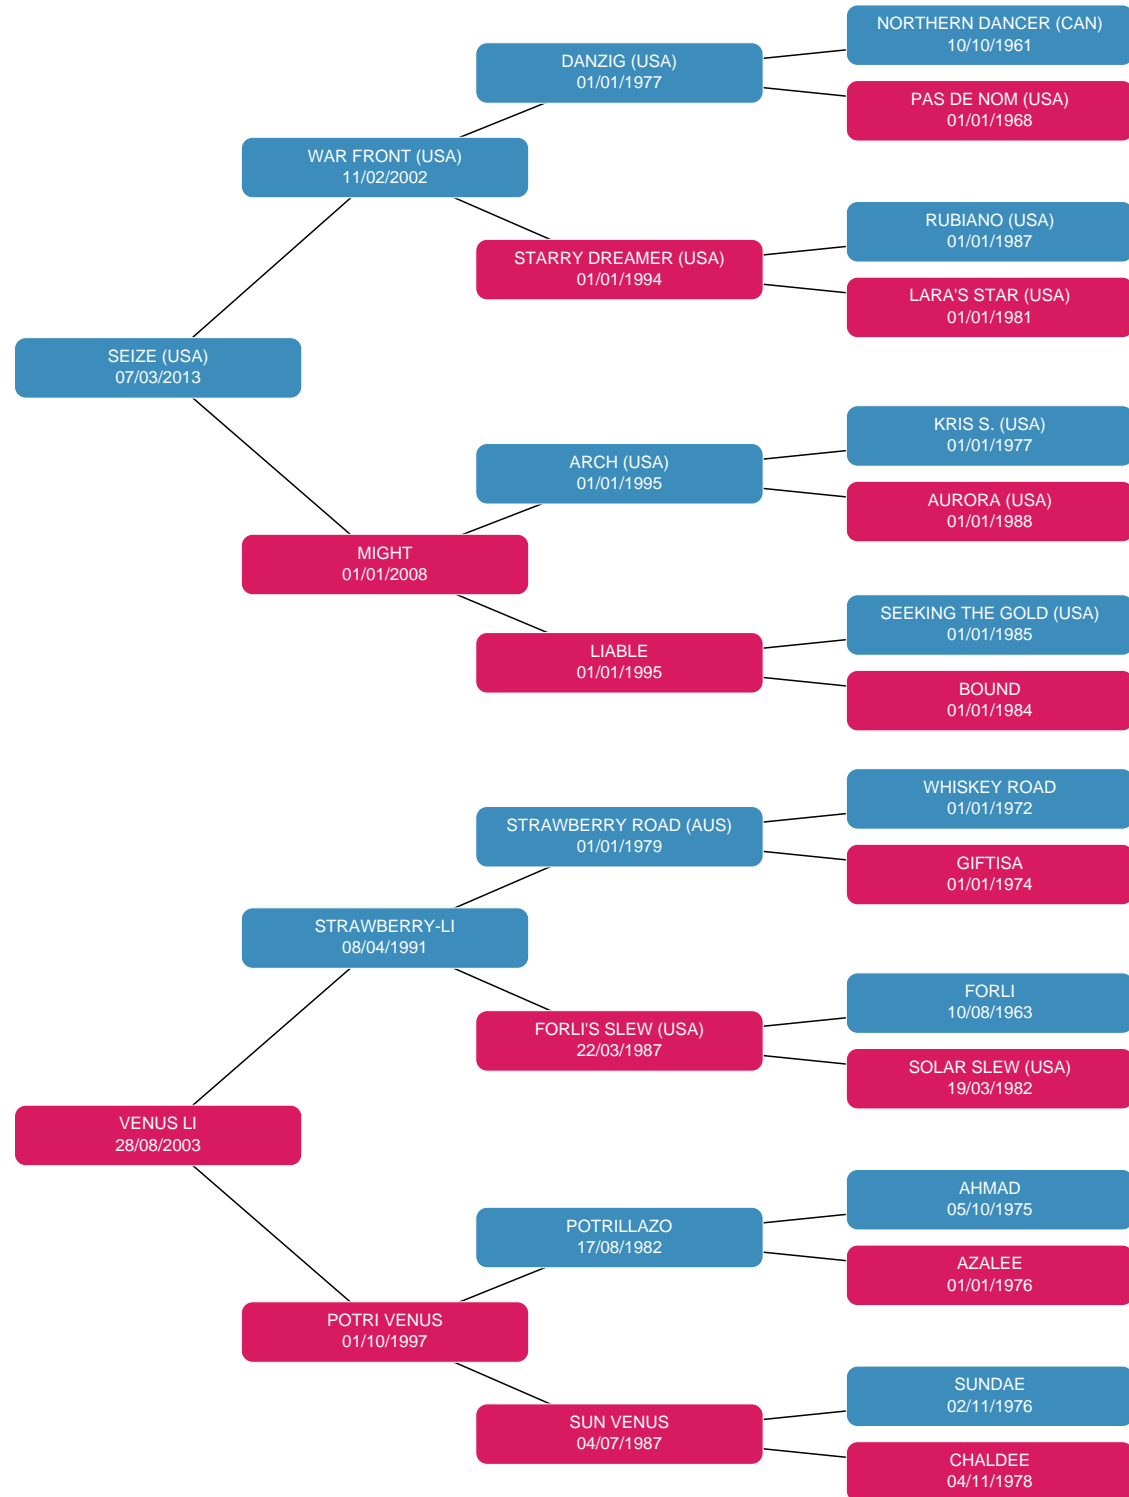 NORTHERN DANCER (CAN)
10/10/1961
DANZIG (USA)
01/01/1977
PAS DE NOM (USA)
01/01/1968
WAR FRONT (USA)
11/02/2002
RUBIANO (USA)
01/01/1987
STARRY DREAMER (USA)
01/01/1994
LARA'S STAR (USA)
01/01/1981
SEIZE (USA)
07/03/2013
KRIS S. (USA)
01/01/1977
ARCH (USA)
01/01/1995
AURORA (USA)
01/01/1988
MIGHT
01/01/2008
SEEKING THE GOLD (USA)
01/01/1985
LIABLE
01/01/1995
BOUND
01/01/1984
WHISKEY ROAD
01/01/1972
STRAWBERRY ROAD (AUS)
01/01/1979
GIFTISA
01/01/1974
STRAWBERRY-LI
08/04/1991
FORLI
10/08/1963
FORLI'S SLEW (USA)
22/03/1987
SOLAR SLEW (USA)
19/03/1982
VENUS LI
28/08/2003
AHMAD
05/10/1975
POTRILLAZO
17/08/1982
AZALEE
01/01/1976
POTRI VENUS
01/10/1997
SUNDAE
02/11/1976
SUN VENUS
04/07/1987
CHALDEE
04/11/1978